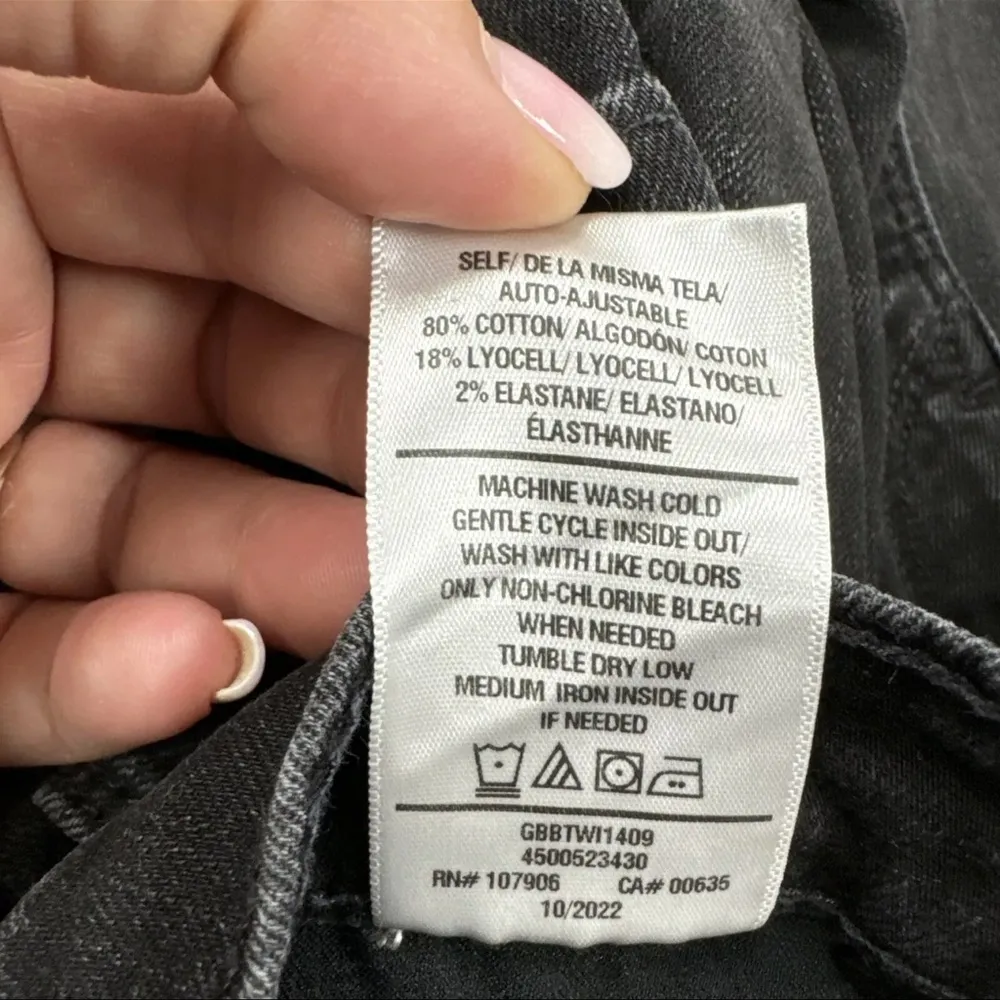 SELF/ DE LA MISMA TELA/
AUTO-AJUSTABLE
80% COTTON/ ALGODÓN/ COTON
18% LYOCELL/ LYOCELL/ LYOCELL
2% ELASTANE/ ELASTANO/
ÉLASTHANNE
MACHINE WASH COLD
GENTLE CYCLE INSIDE OUT/
WASH WITH LIKE COLORS
ONLY NON-CHLORINE BLEACH
WHEN NEEDED
TUMBLE DRY LOW
MEDIUM IRON INSIDE OUT
IF NEEDED
GBBTWI1409
4500523430
RN# 107906 CA# 00635
10/2022